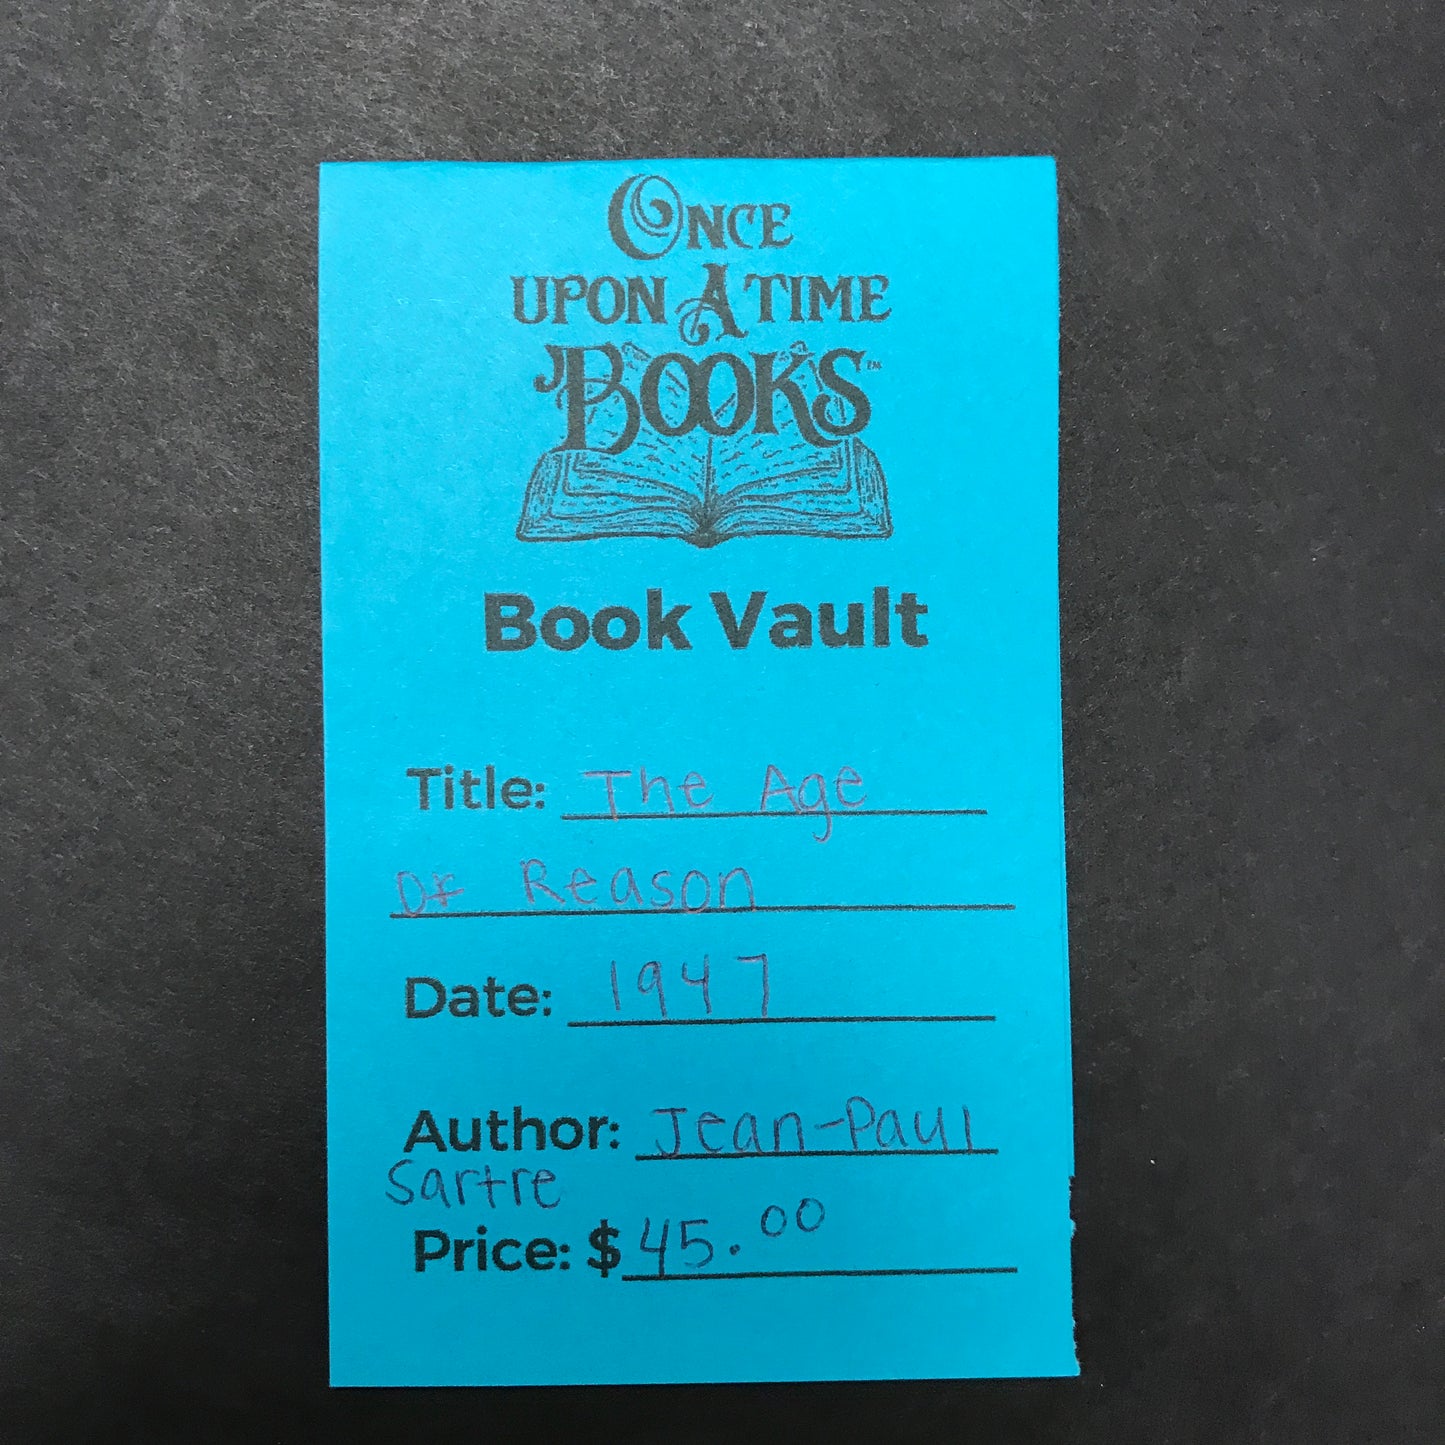 ONCE
UPON A TIME
BOOKS™
Book Vault
Title: The Age
Of Reason
Date: 1947
Author: Jean-Paul
Sartre
Price: $45.00